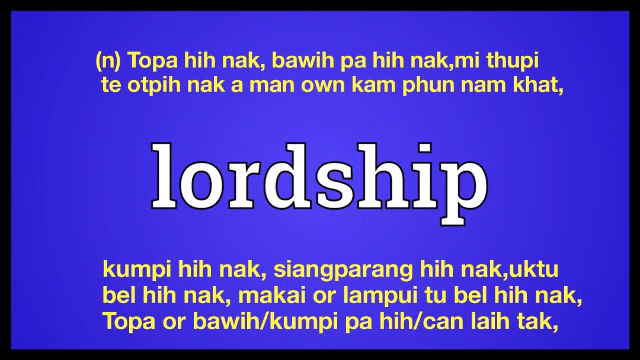 (n) Topa hih nak, bawih pa hih nak,mi thupi
te otpih nak a man own kam phun nam khat,
lordship
kumpi hih nak, siangparang hih nak,uktu
bel hih nak, makai or lampui tu bel hih nak,
Topa or bawih/kumpi pa hih/can laih tak,